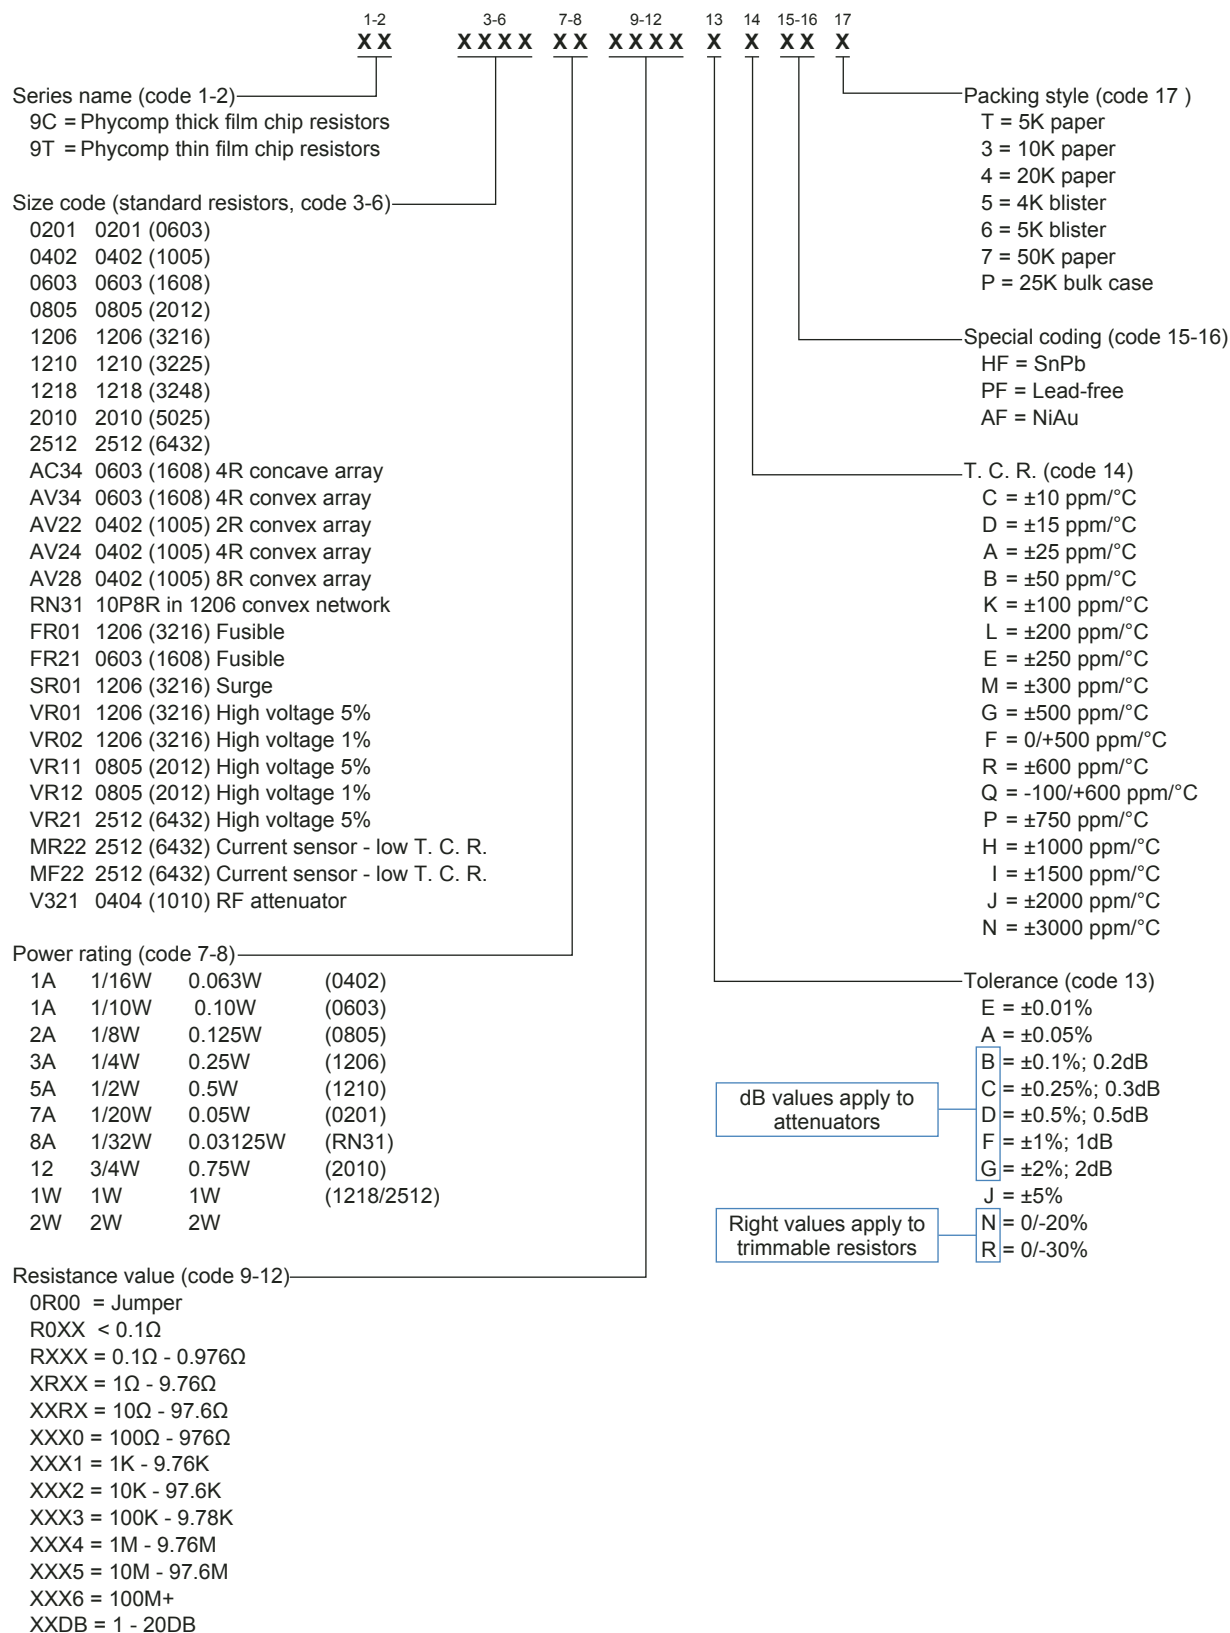 1-2 3-6 7-8 9-12 13 14 15-16 17
X X X X X X X X X X X X X X X X X
Series name (code 1-2)
9C = Phycomp thick film chip resistors
9T = Phycomp thin film chip resistors
Size code (standard resistors, code 3-6)
0201 0201 (0603)
0402 0402 (1005)
0603 0603 (1608)
0805 0805 (2012)
1206 1206 (3216)
1210 1210 (3225)
1218 1218 (3248)
2010 2010 (5025)
2512 2512 (6432)
AC34 0603 (1608) 4R concave array
AV34 0603 (1608) 4R convex array
AV22 0402 (1005) 2R convex array
AV24 0402 (1005) 4R convex array
AV28 0402 (1005) 8R convex array
RN31 10P8R in 1206 convex network
FR01 1206 (3216) Fusible
FR21 0603 (1608) Fusible
SR01 1206 (3216) Surge
VR01 1206 (3216) High voltage 5%
VR02 1206 (3216) High voltage 1%
VR11 0805 (2012) High voltage 5%
VR12 0805 (2012) High voltage 1%
VR21 2512 (6432) High voltage 5%
MR22 2512 (6432) Current sensor - low T. C. R.
MF22 2512 (6432) Current sensor - low T. C. R.
V321 0404 (1010) RF attenuator
Power rating (code 7-8)
1A 1/16W 0.063W (0402)
1A 1/10W 0.10W (0603)
2A 1/8W 0.125W (0805)
3A 1/4W 0.25W (1206)
5A 1/2W 0.5W (1210)
7A 1/20W 0.05W (0201)
8A 1/32W 0.03125W (RN31)
12 3/4W 0.75W (2010)
1W 1W 1W (1218/2512)
2W 2W 2W
Resistance value (code 9-12)
0R00 = Jumper
R0XX < 0.1Ω
RXXX = 0.1Ω - 0.976Ω
XRXX = 1Ω - 9.76Ω
XXRX = 10Ω - 97.6Ω
XXX0 = 100Ω - 976Ω
XXX1 = 1K - 9.76K
XXX2 = 10K - 97.6K
XXX3 = 100K - 9.78K
XXX4 = 1M - 9.76M
XXX5 = 10M - 97.6M
XXX6 = 100M+
XXDB = 1 - 20DB
Packing style (code 17 )
T = 5K paper
3 = 10K paper
4 = 20K paper
5 = 4K blister
6 = 5K blister
7 = 50K paper
P = 25K bulk case
Special coding (code 15-16)
HF = SnPb
PF = Lead-free
AF = NiAu
T. C. R. (code 14)
C = ±10 ppm/°C
D = ±15 ppm/°C
A = ±25 ppm/°C
B = ±50 ppm/°C
K = ±100 ppm/°C
L = ±200 ppm/°C
E = ±250 ppm/°C
M = ±300 ppm/°C
G = ±500 ppm/°C
F = 0/+500 ppm/°C
R = ±600 ppm/°C
Q = -100/+600 ppm/°C
P = ±750 ppm/°C
H = ±1000 ppm/°C
I = ±1500 ppm/°C
J = ±2000 ppm/°C
N = ±3000 ppm/°C
Tolerance (code 13)
E = ±0.01%
A = ±0.05%
B = ±0.1%; 0.2dB
C = ±0.25%; 0.3dB
D = ±0.5%; 0.5dB
F = ±1%; 1dB
G = ±2%; 2dB
J = ±5%
N = 0/-20%
R = 0/-30%
dB values apply to
attenuators
Right values apply to
trimmable resistors